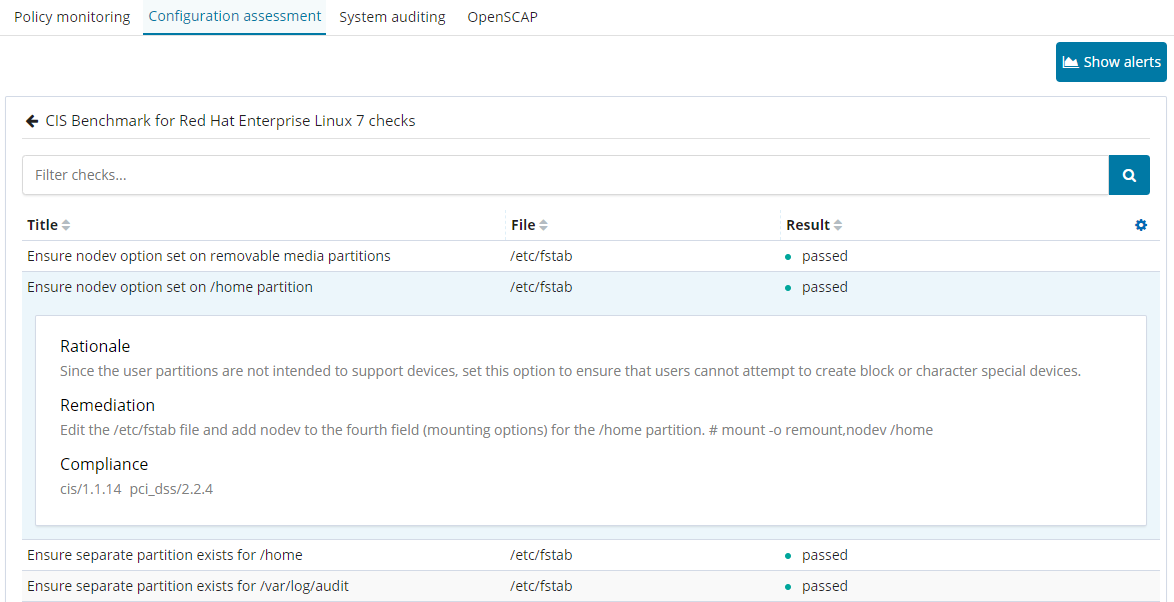 Policy monitoring Configuration assessment System auditing OpenSCAP
Show alerts
CIS Benchmark for Red Hat Enterprise Linux 7 checks
Filter checks...
Title File Result
Ensure nodev option set on removable media partitions /etc/fstab passed
Ensure nodev option set on /home partition /etc/fstab passed
Rationale
Since the user partitions are not intended to support devices, set this option to ensure that users cannot attempt to create block or character special devices.
Remediation
Edit the /etc/fstab file and add nodev to the fourth field (mounting options) for the /home partition. # mount -o remount,nodev /home
Compliance
cis/1.1.14 pci_dss/2.2.4
Ensure separate partition exists for /home /etc/fstab passed
Ensure separate partition exists for /var/log/audit /etc/fstab passed